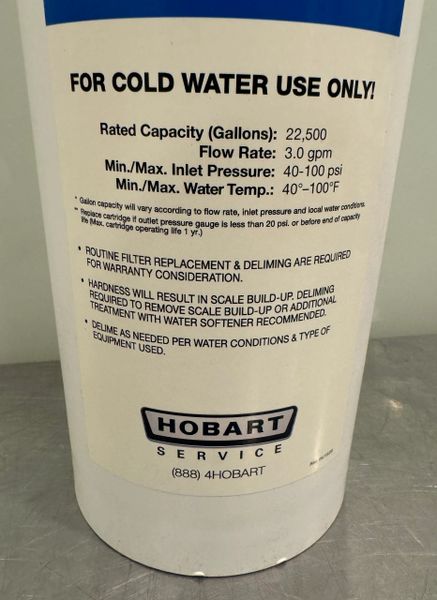 FOR COLD WATER USE ONLY!
Rated Capacity (Gallons): 22,500
Flow Rate: 3.0 gpm
Min./Max. Inlet Pressure: 40-100 psi
Min./Max. Water Temp.: 40°–100°F
* Gallon capacity will vary according to flow rate, inlet pressure and local water conditions.
** Replace cartridge if outlet pressure gauge is less than 20 psi. or before end of capacity
life (Max. cartridge operating life 1 yr.)
• ROUTINE FILTER REPLACEMENT & DELIMING ARE REQUIRED
FOR WARRANTY CONSIDERATION.
• HARDNESS WILL RESULT IN SCALE BUILD-UP. DELIMING
REQUIRED TO REMOVE SCALE BUILD-UP OR ADDITIONAL
TREATMENT WITH WATER SOFTENER RECOMMENDED.
• DELIME AS NEEDED PER WATER CONDITIONS & TYPE OF
EQUIPMENT USED.
HOBART
SERVICE
(888) 4HOBART